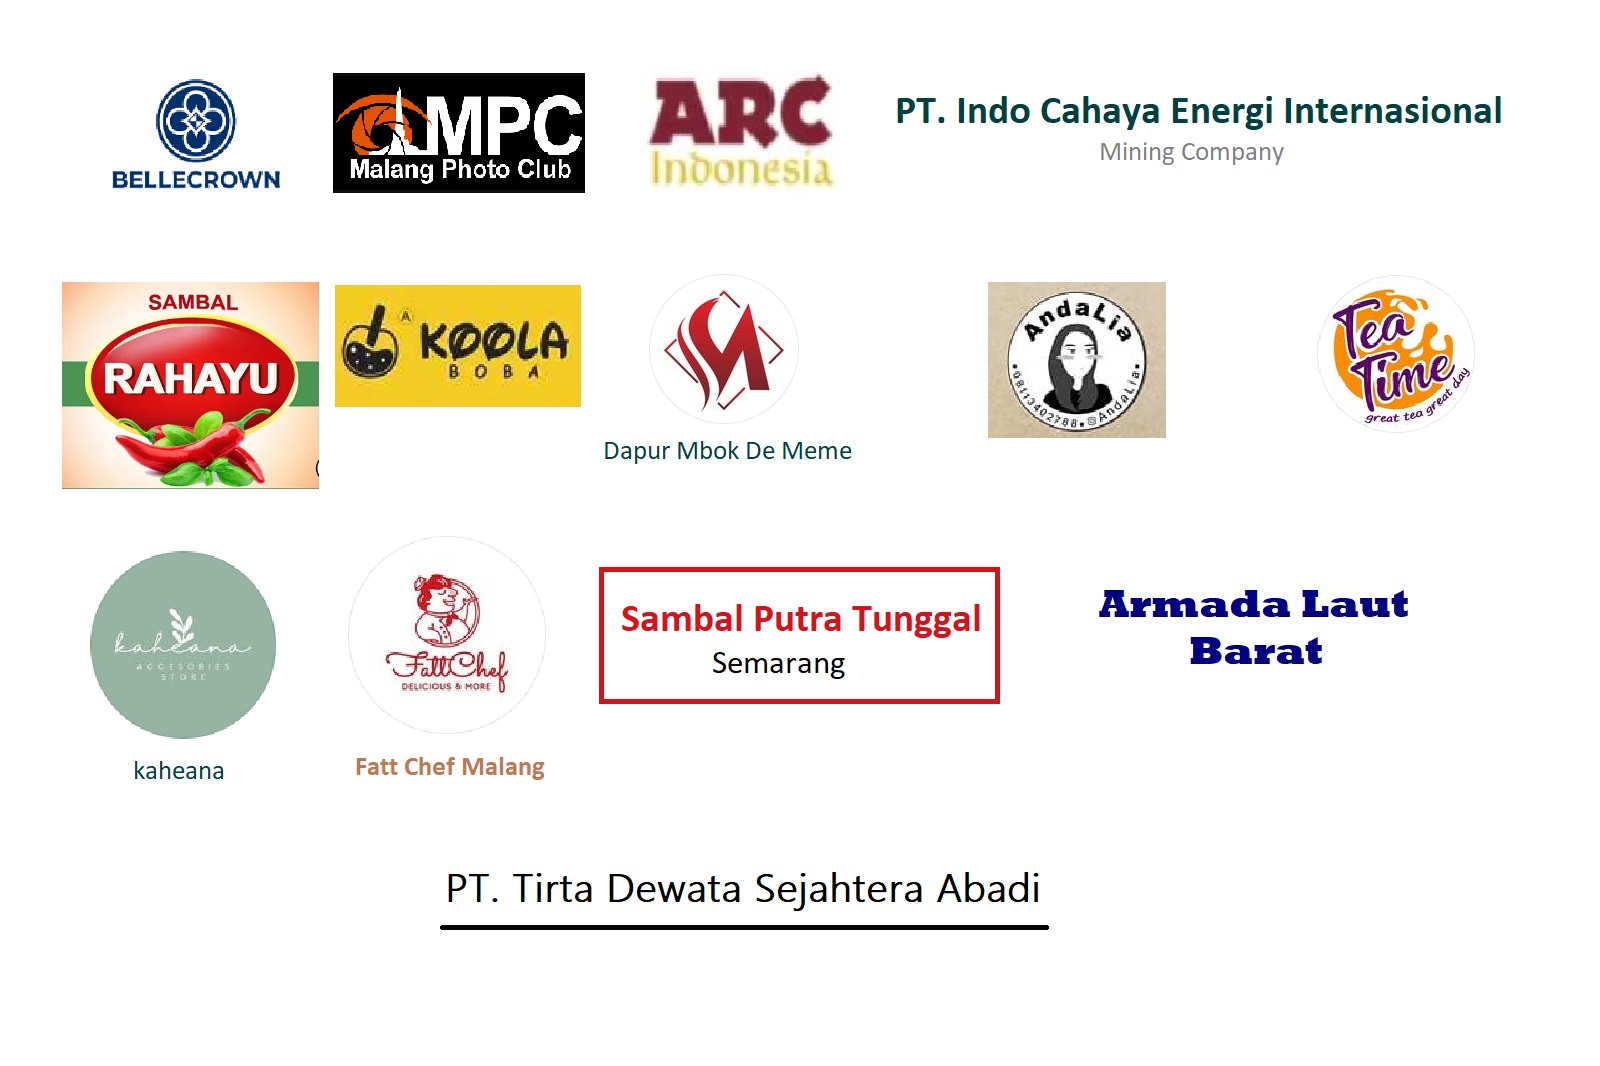 BELLECROWN
MPC
Malang Photo Club
ARC
Indonesia
PT. Indo Cahaya Energi Internasional
Mining Company
SAMBAL
RAHAYU
A
KOOLA
BOBA
Dapur Mbok De Meme
AndaLia
@AndaLia
Tea
Time
great tea great day
kaheana
ACCESORIES
STORE
kaheana
FattChef
DELICIOUS & MORE
Fatt Chef Malang
Sambal Putra Tunggal
Semarang
Armada Laut
Barat
PT. Tirta Dewata Sejahtera Abadi